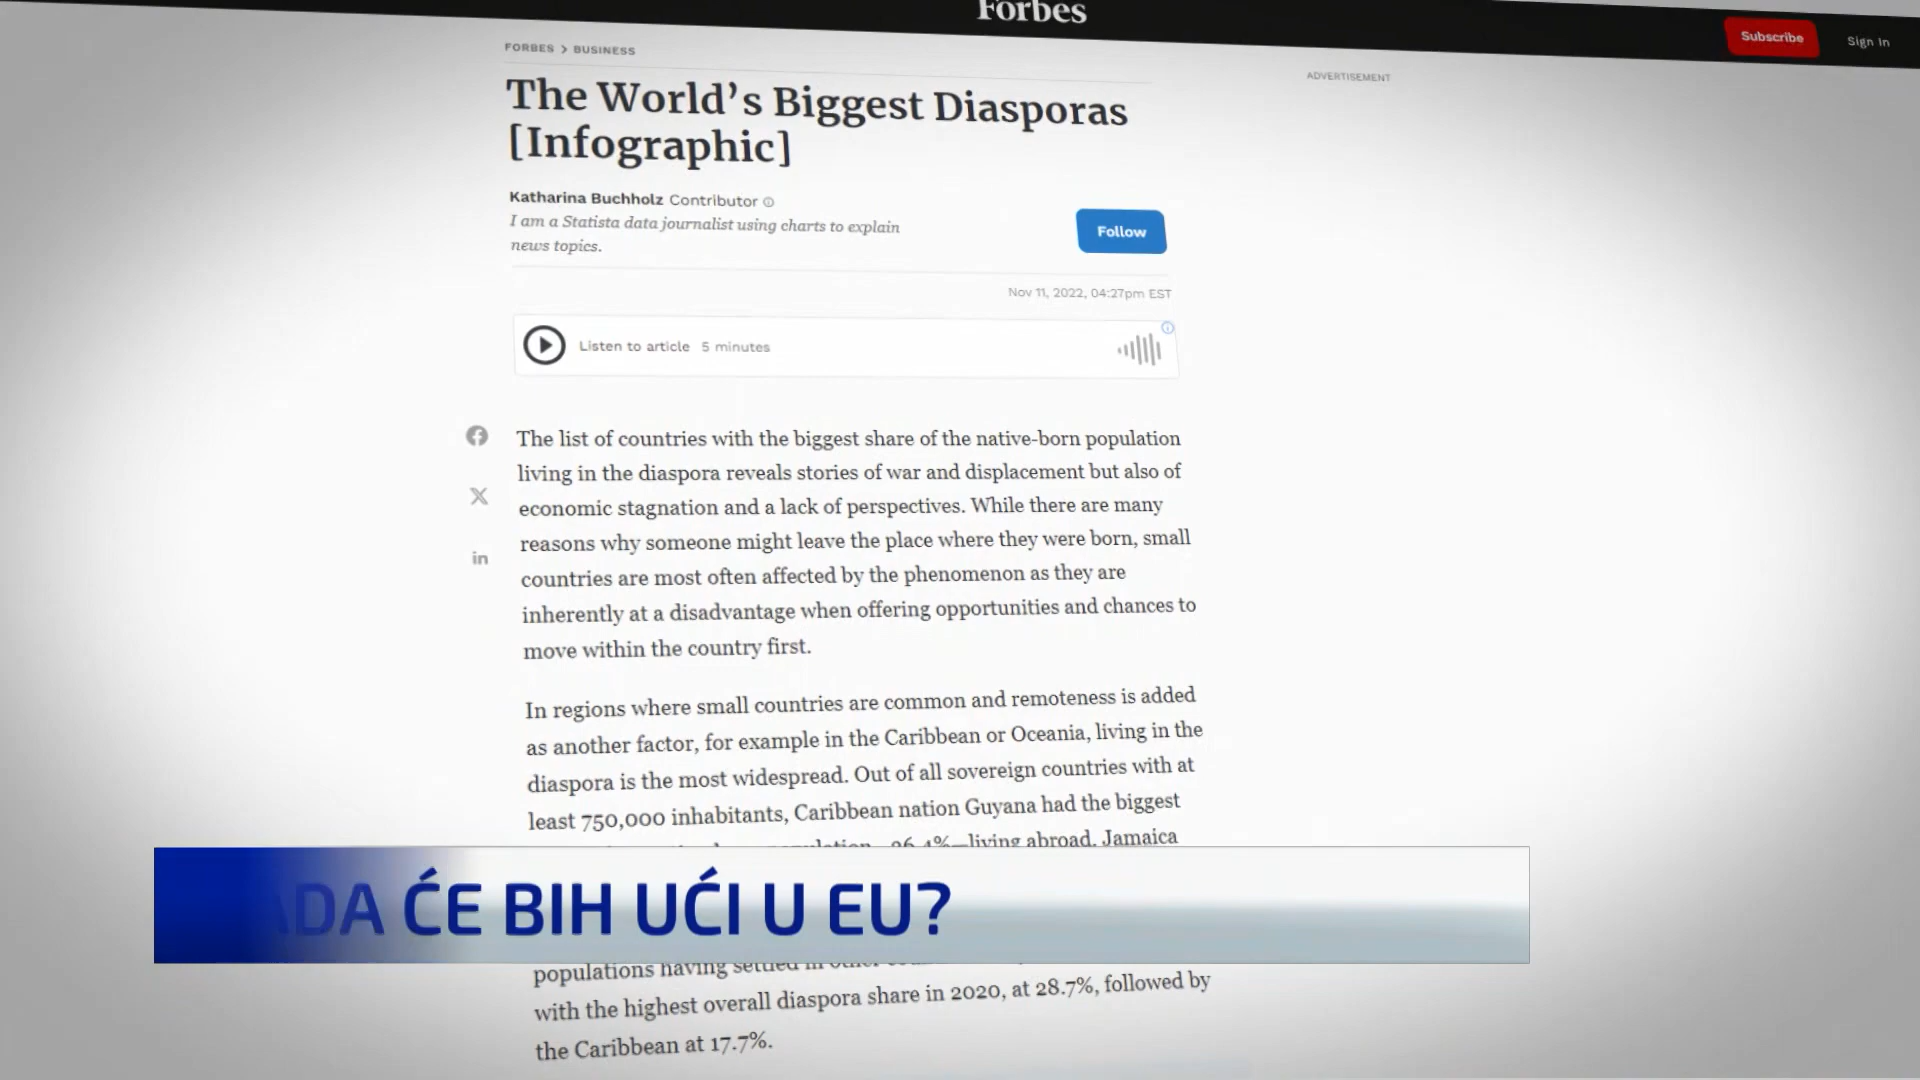 Forbes
Subscribe
Sign In
FORBES > BUSINESS
ADVERTISEMENT
The World's Biggest Diasporas
[Infographic]
Katharina Buchholz Contributor
I am a Statista data journalist using charts to explain
news topics.
Follow
Nov 11, 2022, 04:27pm EST
Listen to article 5 minutes
The list of countries with the biggest share of the native-born population
living in the diaspora reveals stories of war and displacement but also of
economic stagnation and a lack of perspectives. While there are many
reasons why someone might leave the place where they were born, small
countries are most often affected by the phenomenon as they are
inherently at a disadvantage when offering opportunities and chances to
move within the country first.
In regions where small countries are common and remoteness is added
as another factor, for example in the Caribbean or Oceania, living in the
diaspora is the most widespread. Out of all sovereign countries with at
least 750,000 inhabitants, Caribbean nation Guyana had the biggest
living abroad. Jamaica
ADA ĆE BIH UĆI U EU?
populations having settled in other
with the highest overall diaspora share in 2020, at 28.7%, followed by
the Caribbean at 17.7%.